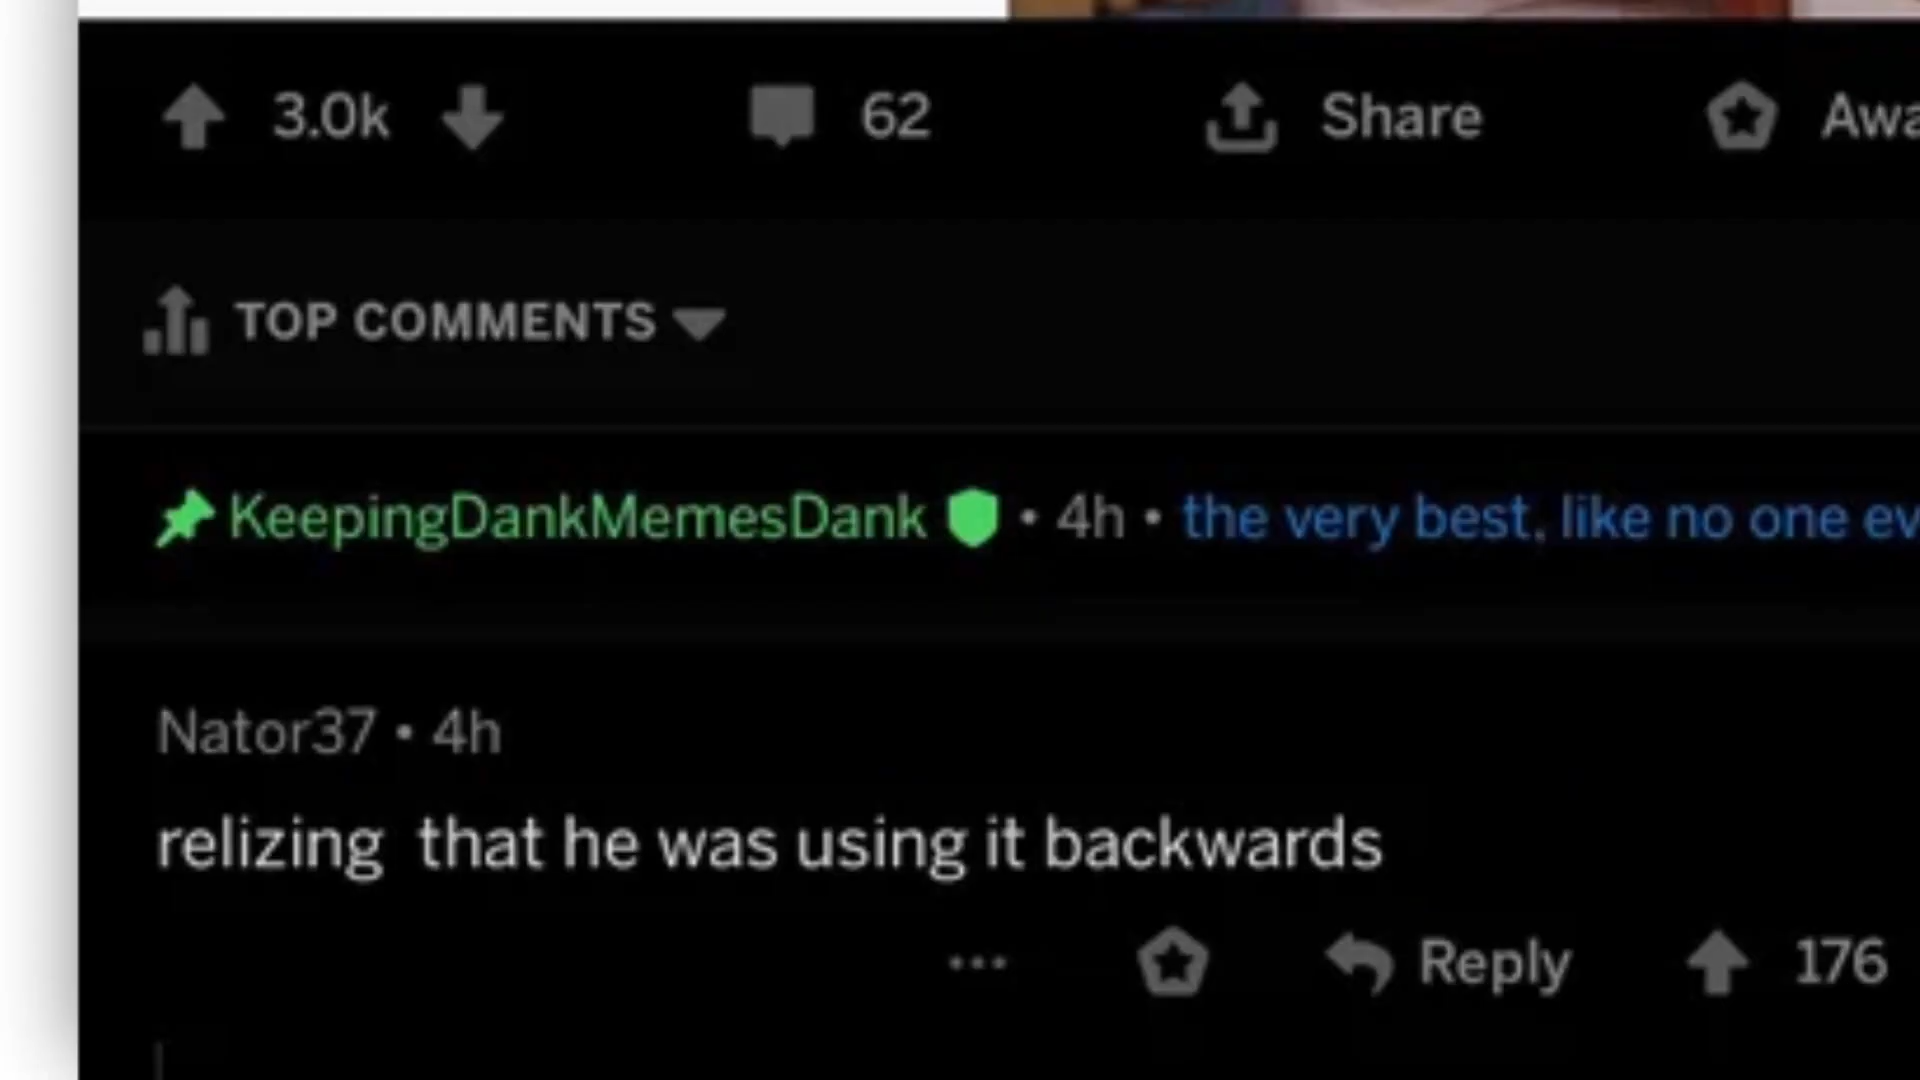 3.0k 62 Share
TOP COMMENTS
KeepingDankMemesDank • 4h • the very best, like no one
Nator37 • 4h
relizing that he was using it backwards
... Reply 176